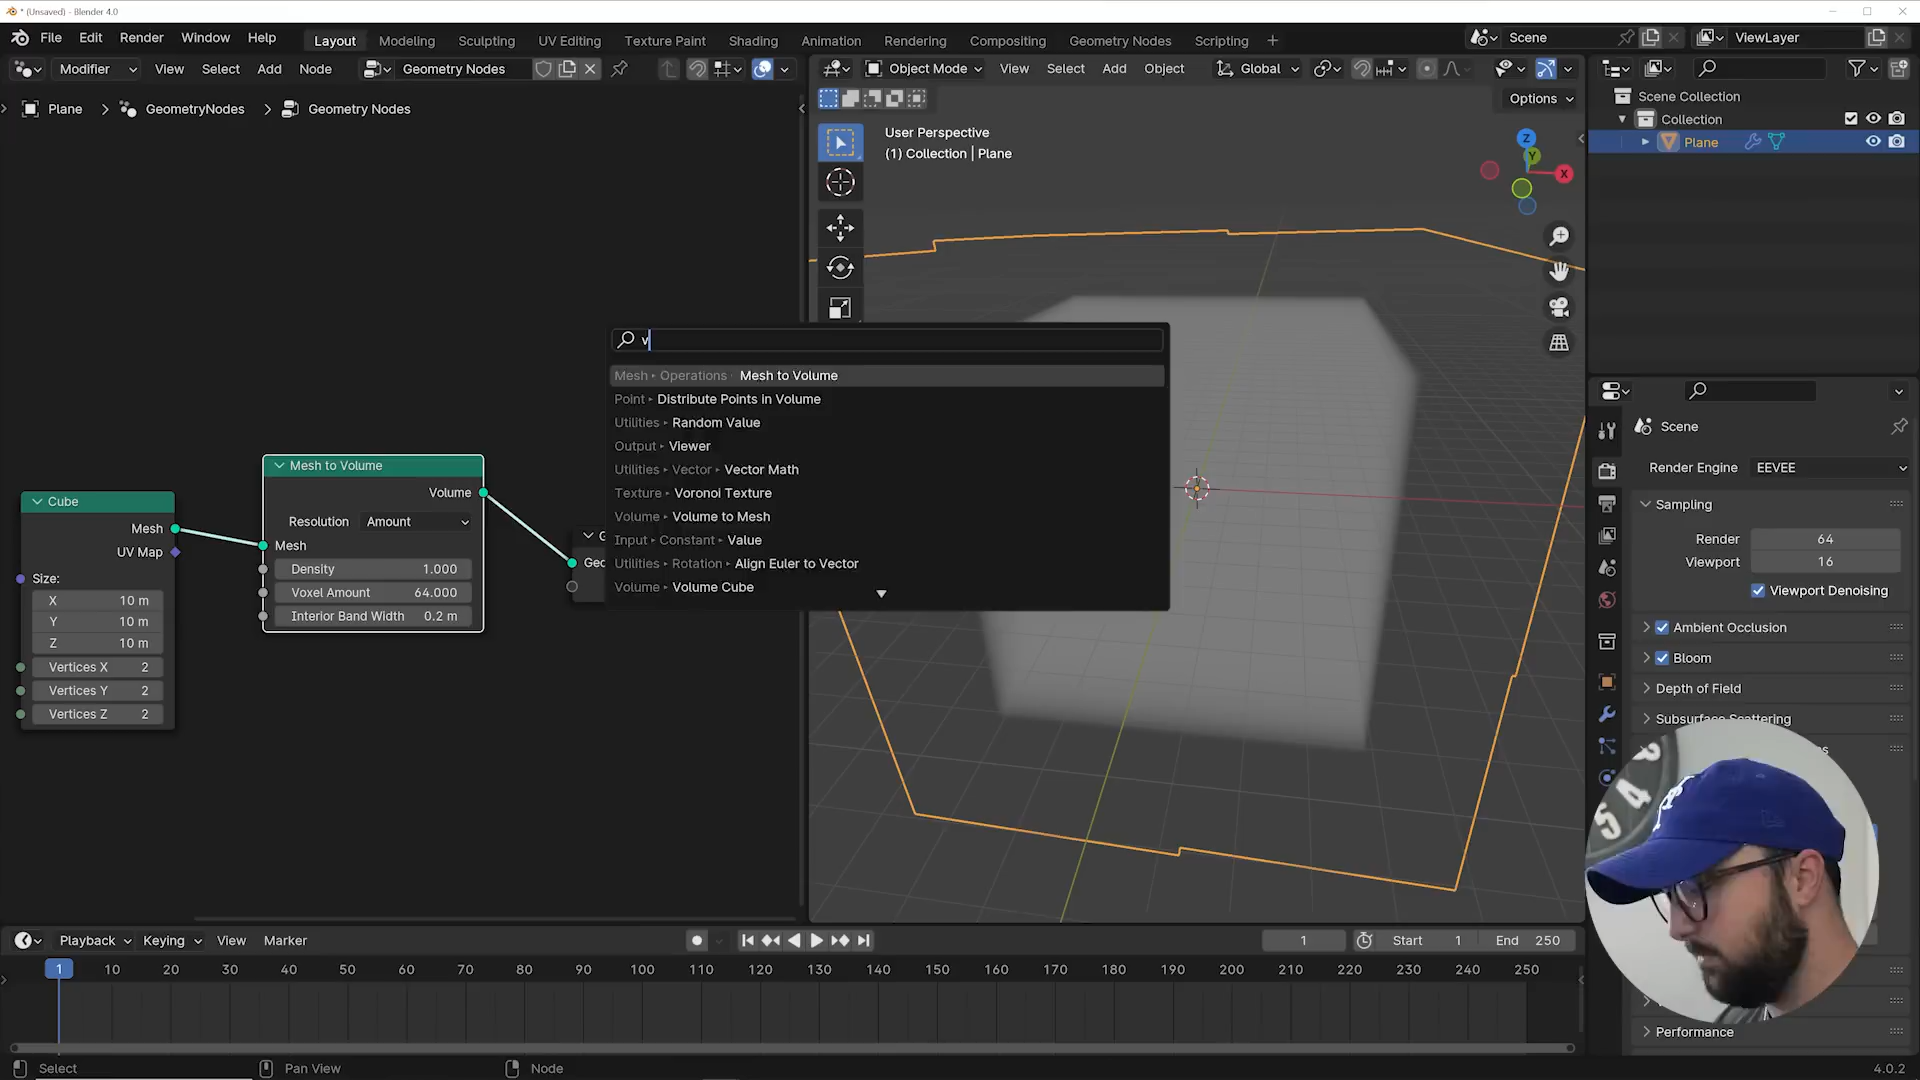 * (Unsaved) - Blender 4.0
File Edit Render Window Help
Layout Modeling Sculpting UV Editing Texture Paint Shading Animation Rendering Compositing Geometry Nodes Scripting +
Scene
ViewLayer
Modifier View Select Add Node Geometry Nodes
Object Mode View Select Add Object Global
Options
Plane > GeometryNodes > Geometry Nodes
User Perspective
(1) Collection | Plane
Z
Y
X
Scene Collection
Collection
Plane
v
Mesh ▸ Operations ▸ Mesh to Volume
Point ▸ Distribute Points in Volume
Utilities ▸ Random Value
Output ▸ Viewer
Utilities ▸ Vector ▸ Vector Math
Texture ▸ Voronoi Texture
Volume ▸ Volume to Mesh
Input ▸ Constant ▸ Value
Utilities ▸ Rotation ▸ Align Euler to Vector
Volume ▸ Volume Cube
Cube
Mesh
UV Map
Size:
X 10 m
Y 10 m
Z 10 m
Vertices X 2
Vertices Y 2
Vertices Z 2
Mesh to Volume
Volume
Resolution Amount
Mesh
Density 1.000
Voxel Amount 64.000
Interior Band Width 0.2 m
G
Geo
Scene
Render Engine EEVEE
Sampling
Render 64
Viewport 16
Viewport Denoising
Ambient Occlusion
Bloom
Depth of Field
Subsurface Scattering
Performance
5 4
Playback Keying View Marker
1 Start 1 End 250
1 10 20 30 40 50 60 70 80 90 100 110 120 130 140 150 160 170 180 190 200 210 220 230 240 250
Select Pan View Node
4.0.2